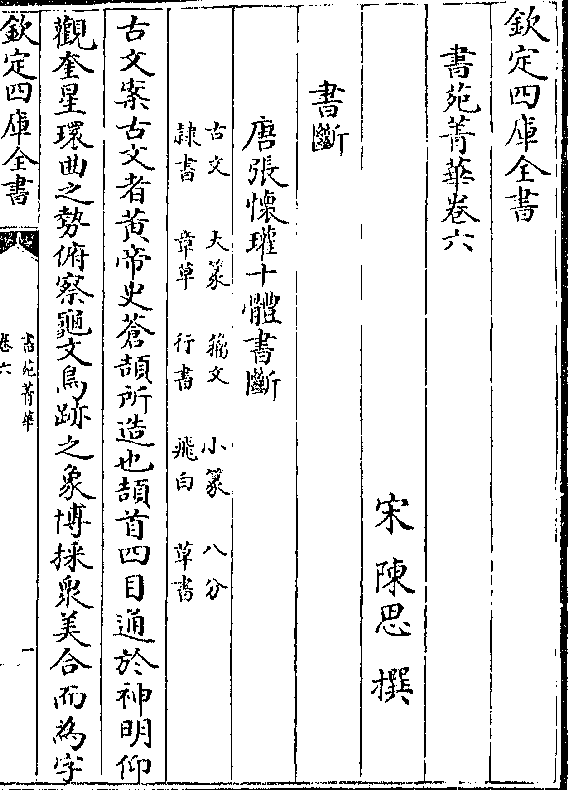 欽定四庫全書
書苑菁華卷六
宋 陳思 撰
書斷
唐張懷瓘十體書斷
古文 大篆 籀文 小篆 八分
隷書 章草 行書 飛白 草書
古文案古文者黃帝史蒼頡所造也頡首四目通於神明仰
觀奎星環曲之勢俯察龜文鳥跡之象博採衆美合而為字
欽定四庫全書
書苑菁華
卷六
一